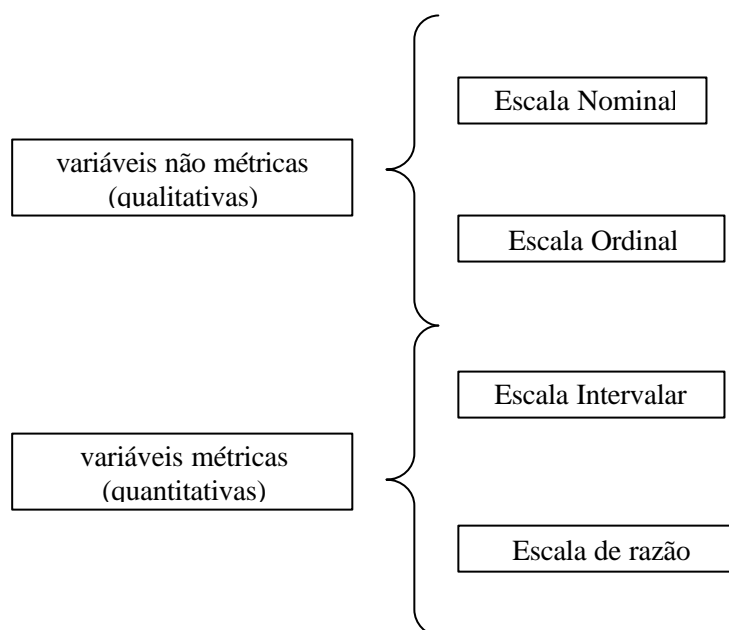 Escala Nominal
variáveis não métricas
(qualitativas)
Escala Ordinal
Escala Intervalar
variáveis métricas
(quantitativas)
Escala de razão